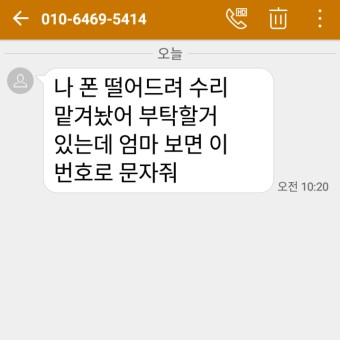 010-6469-5414
HD
오늘
나 폰 떨어드려 수리
맡겨놨어 부탁할거
있는데 엄마 보면 이
번호로 문자줘
오전 10:20